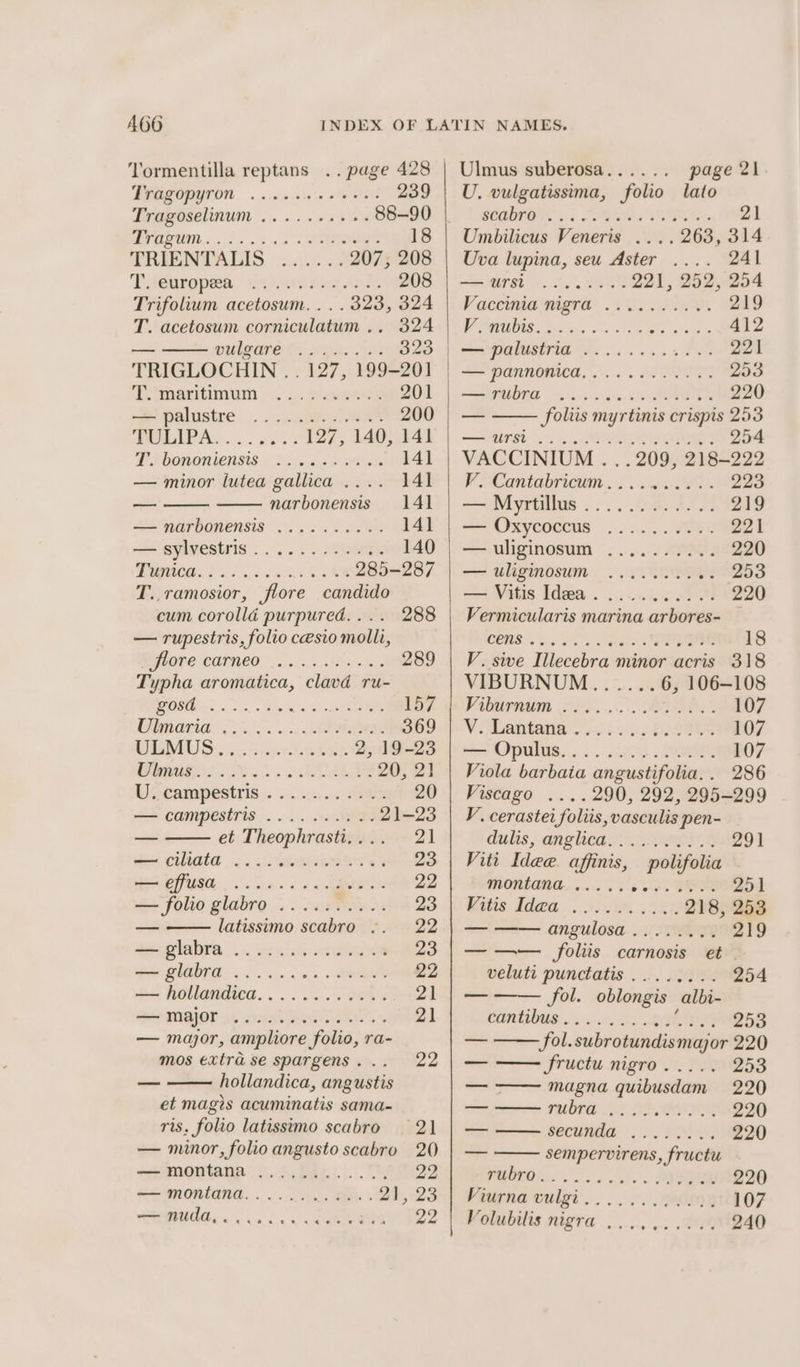 466 INDEX OF LATIN NAMES.
Tormentilla reptans .. page 428
Tragopyron ............ 239
Tragoselinum .......... 88–90
Tragum ................ 18
TRIENTALIS ...... 207, 208
T. europæa ............ 208
Trifolium acetosum.... 323, 324
T. acetosum corniculatum .. 324
— —— vulgare ......... 323
TRIGLOCHIN .. 127, 199–201
T. maritimum ........... 201
— palustre ............. 200
TULIPA........ 127, 140, 141
T. bononiensis .......... 141
— minor lutea gallica .... 141
— —— —— narbonensis 141
— narbonensis .......... 141
— sylvestris ............ 140
Tunica............... 285–287
T. ramosior, flore candido
cum corollâ purpureâ.... 288
— rupestris, folio cæsio molli,
flore carneo ........... 289
Typha aromatica, clavâ ru-
gosâ ................. 157
Ulmaria ............... 369
ULMUS ............. 2, 19–23
Ulmus ................ 20, 21
U. campestris ........... 20
— campestris .......... 21–23
— —— et Theophrasti.... 21
— ciliata .............. 23
— effusa .............. 22
— folio glabro .......... 23
— —— latissimo scabro .. 22
— glabra .............. 23
— glabra .............. 22
— hollandica............ 21
— major .............. 21
— major, ampliore folio, ra-
mos extrà se spargens ... 22
— —— hollandica, angustis
et magìs acuminatis sama-
ris, folio latissimo scabro 21
— minor, folio angusto scabro 20
— montana ............ 22
— montana............ 21, 23
— nuda,............... 22
Ulmus suberosa...... page 21
U. vulgatissima, folio lato
scabro ................ 21
Umbilicus Veneris .... 263, 314
Uva lupina, seu Aster .... 241
— ursi ......... 221, 252, 254
Vaccinia nigra .......... 219
V. nubis............... 412
— palustria ............ 221
— pannonica............ 253
— rubra .............. 220
— —— foliis myrtinis crispis 253
— ursi ................ 254
VACCINIUM ... 209, 218–222
V. Cantabricum.......... 223
— Myrtillus ............ 219
— Oxycoccus .......... 221
— uliginosum .......... 220
— uliginosum .......... 253
— Vitis Idæa ........... 220
Vermicularis marina arbores-
cens .................. 18
V. sive Illecebra minor acris 318
VIBURNUM...... 6, 106–108
Viburnum .............. 107
V. Lantana ............. 107
— Opulus.............. 107
Viola barbata angustifolia.. 286
Viscago .... 290, 292, 295–299
V. cerastei foliis, vasculis pen-
dulis, anglica........... 291
Viti Idææ affinis, polifolia
montana .............. 251
Vitis Idæa .......... 218, 253
— —— angulosa ........ 219
— —— foliis carnosis et
veluti punctatis ........ 254
— —— fol. oblongis albi-
cantibus .............. 253
— —— fol. subrotundis major 220
— —— fructu nigro ..... 253
— —— magna quibusdam 220
— —— rubra ........... 220
— —— secunda ........ 220
— —— sempervirens, fructu
rubro ................. 220
Viurna vulgi............ 107
Volubilis nigra .......... 240